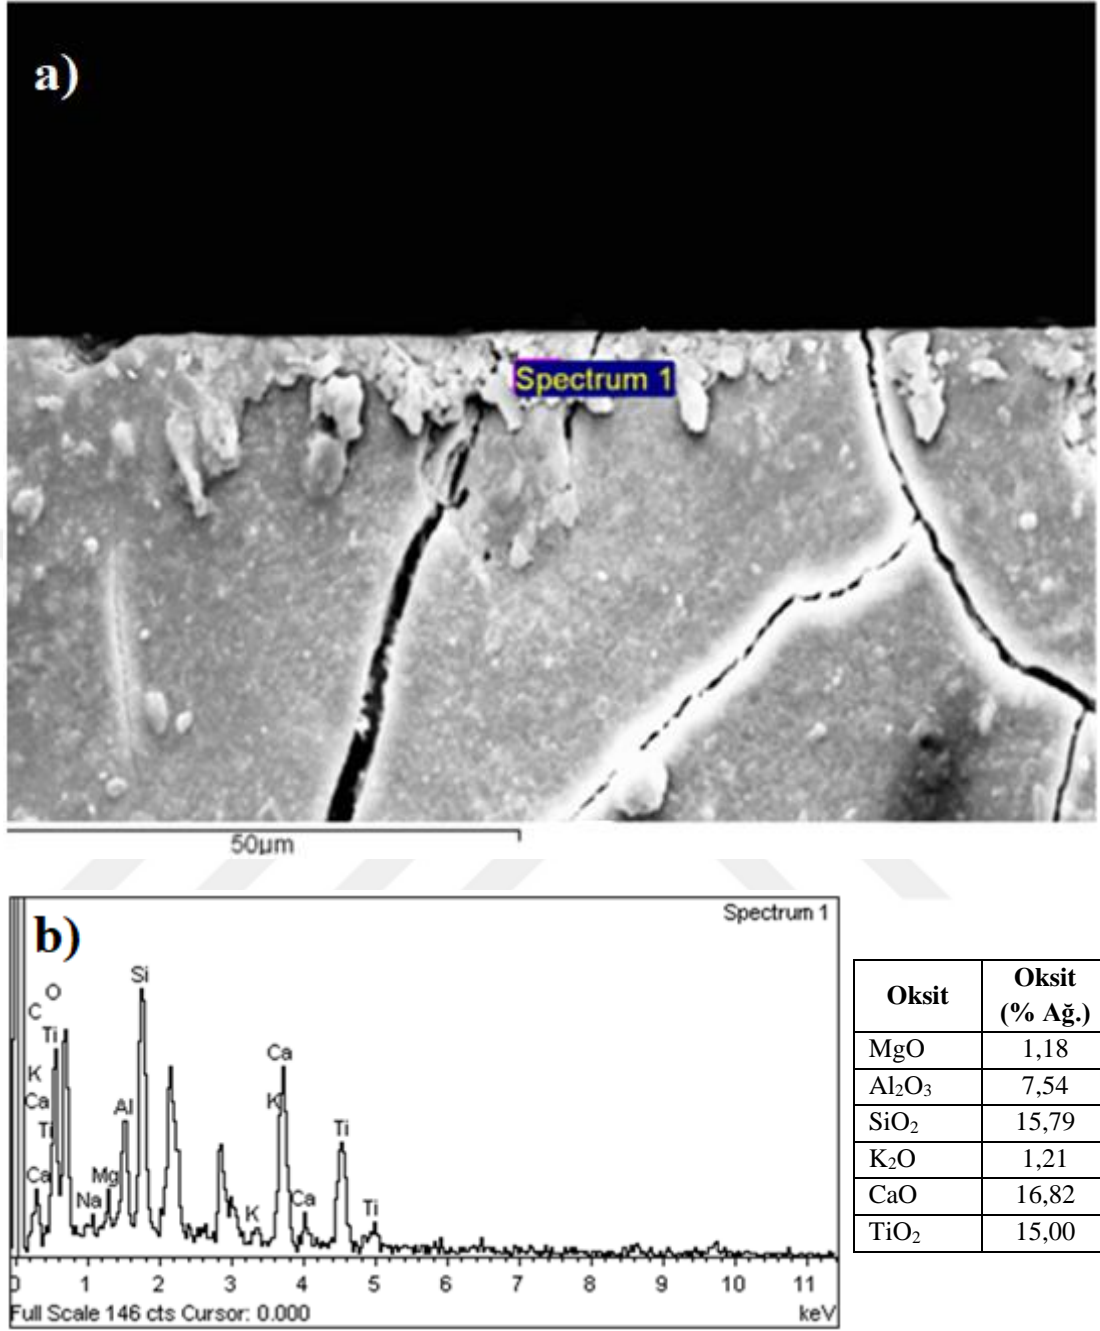 a)
Spectrum 1
50µm
Spectrum 1
b)
Si
O
C
Ti
K
Ca
Ti
Ca
Na
Mg
Al
K
Ca
K
Ca
Ti
Ti
0 1 2 3 4 5 6 7 8 9 10 11
Full Scale 146 cts Cursor: 0.000 keV
Oksit Oksit (% Ağ.)
MgO 1,18
Al₂O₃ 7,54
SiO₂ 15,79
K₂O 1,21
CaO 16,82
TiO₂ 15,00